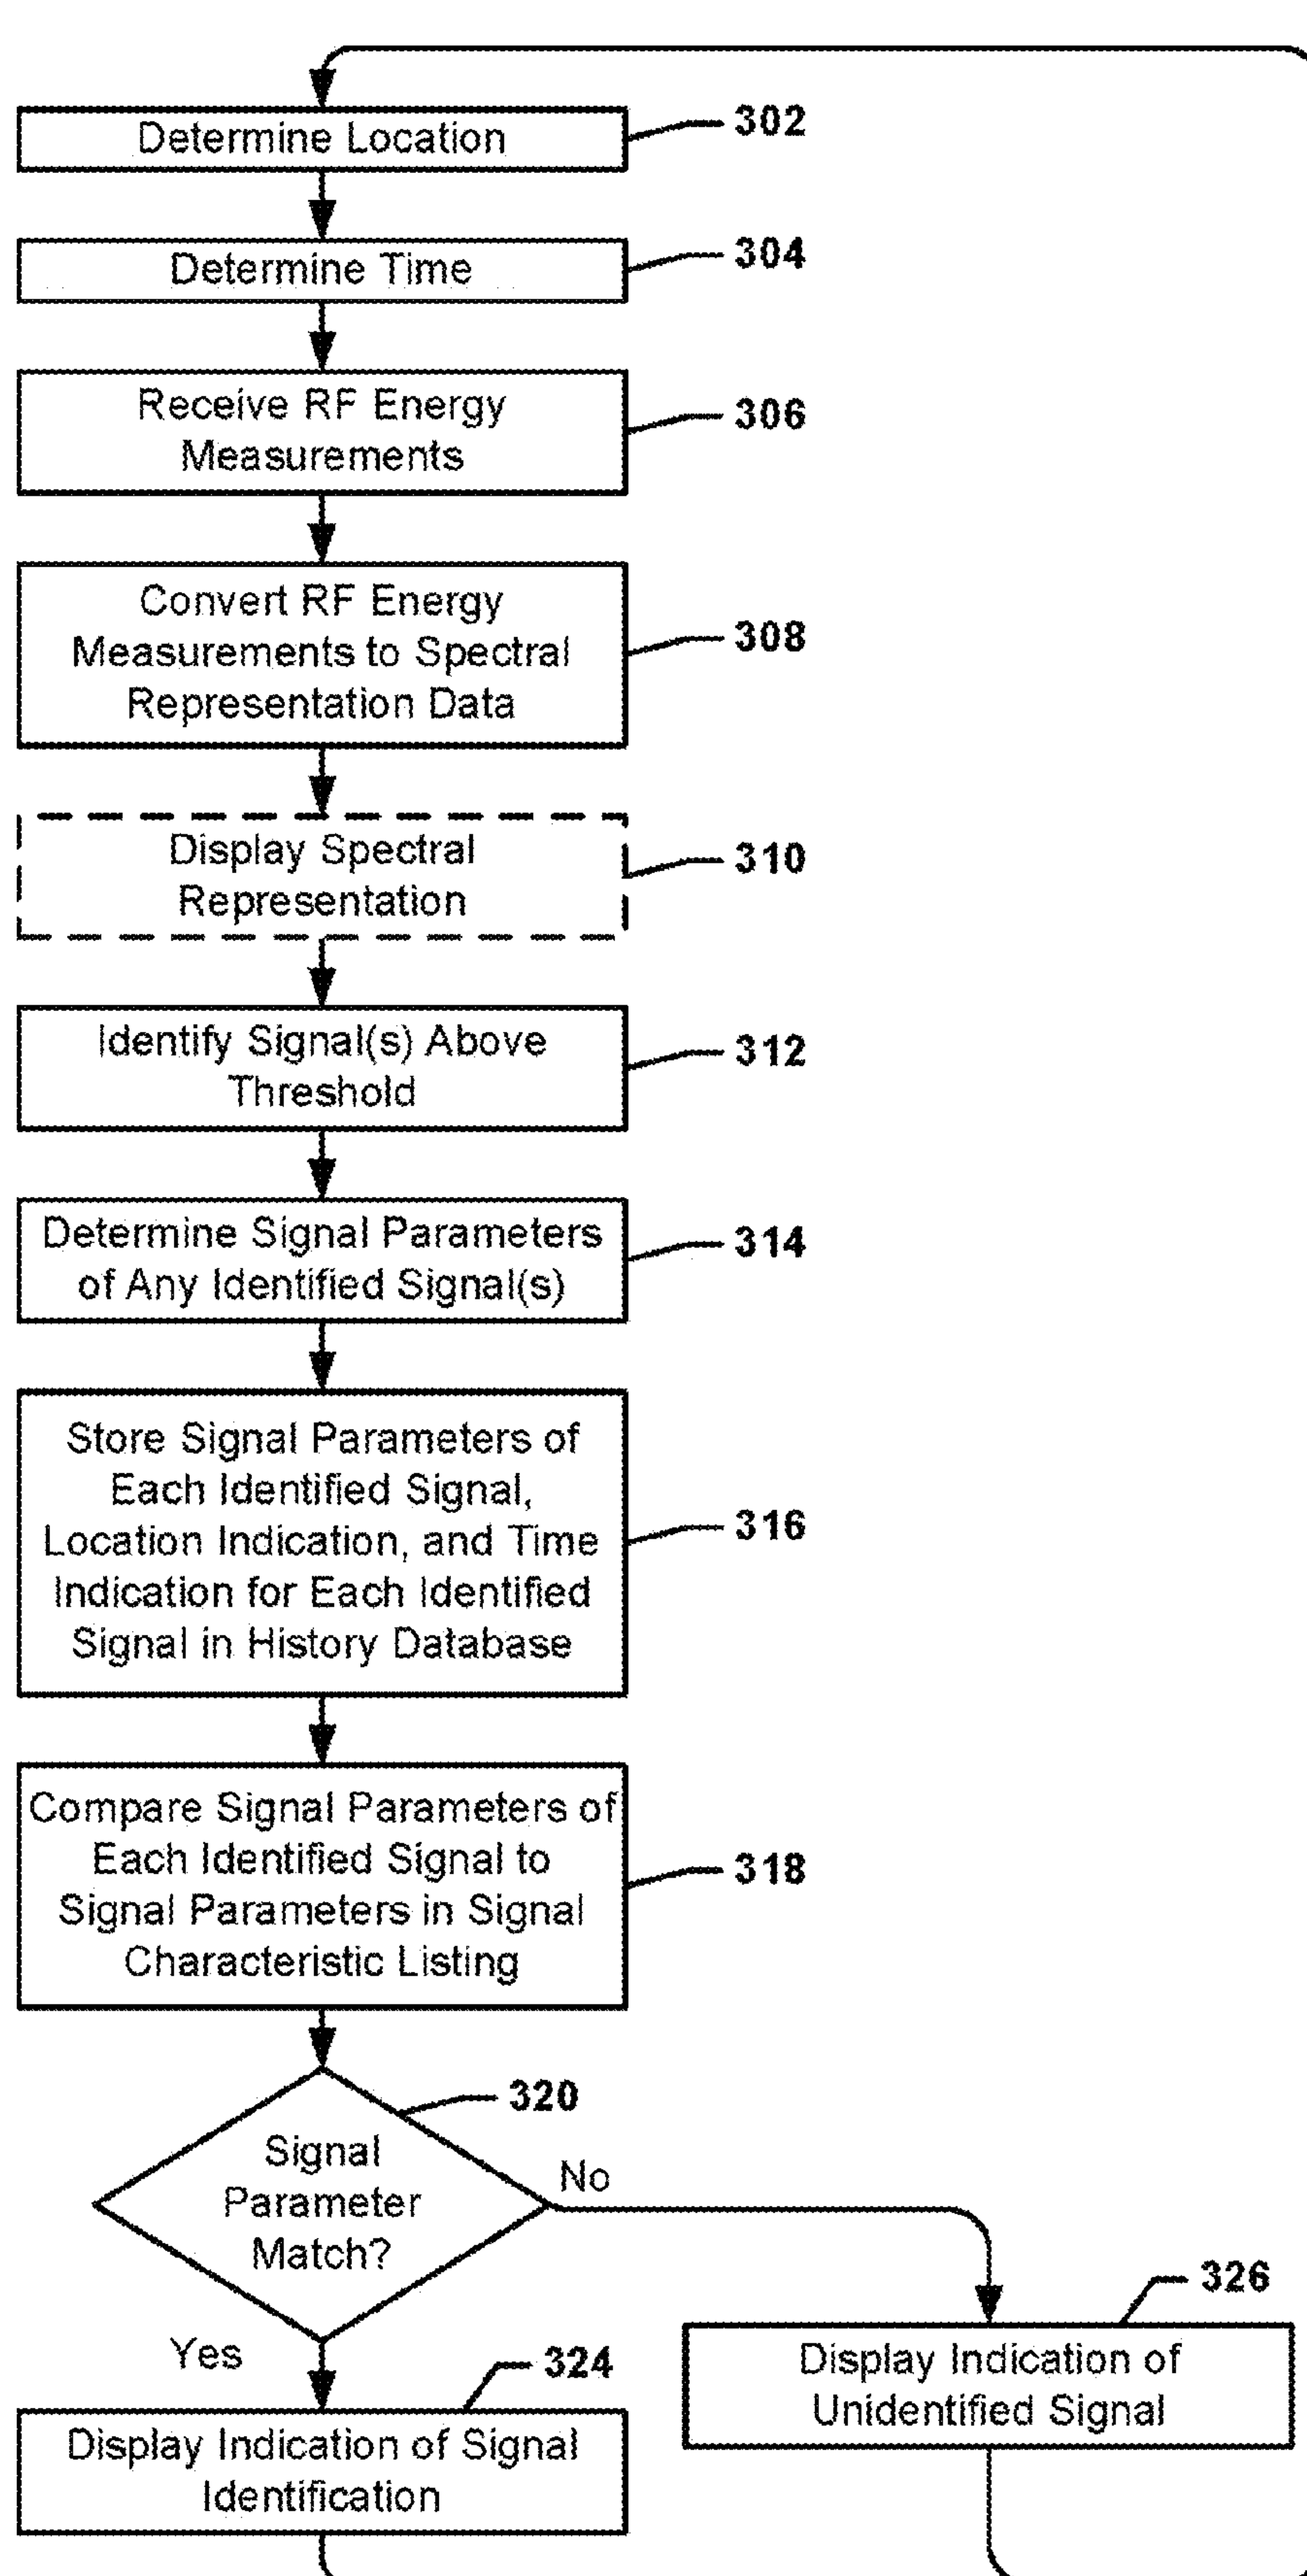 Determine Location
302
Determine Time
304
Receive RF Energy
Measurements
306
Convert RF Energy
Measurements to Spectral
Representation Data
308
Display Spectral
Representation
310
Identify Signal(s) Above
Threshold
312
Determine Signal Parameters
of Any Identified Signal(s)
314
Store Signal Parameters of
Each Identified Signal,
Location Indication, and Time
Indication for Each Identified
Signal in History Database
316
Compare Signal Parameters of
Each Identified Signal to
Signal Parameters in Signal
Characteristic Listing
318
320
Signal
Parameter
Match?
No
Yes
324
Display Indication of Signal
Identification
326
Display Indication of
Unidentified Signal